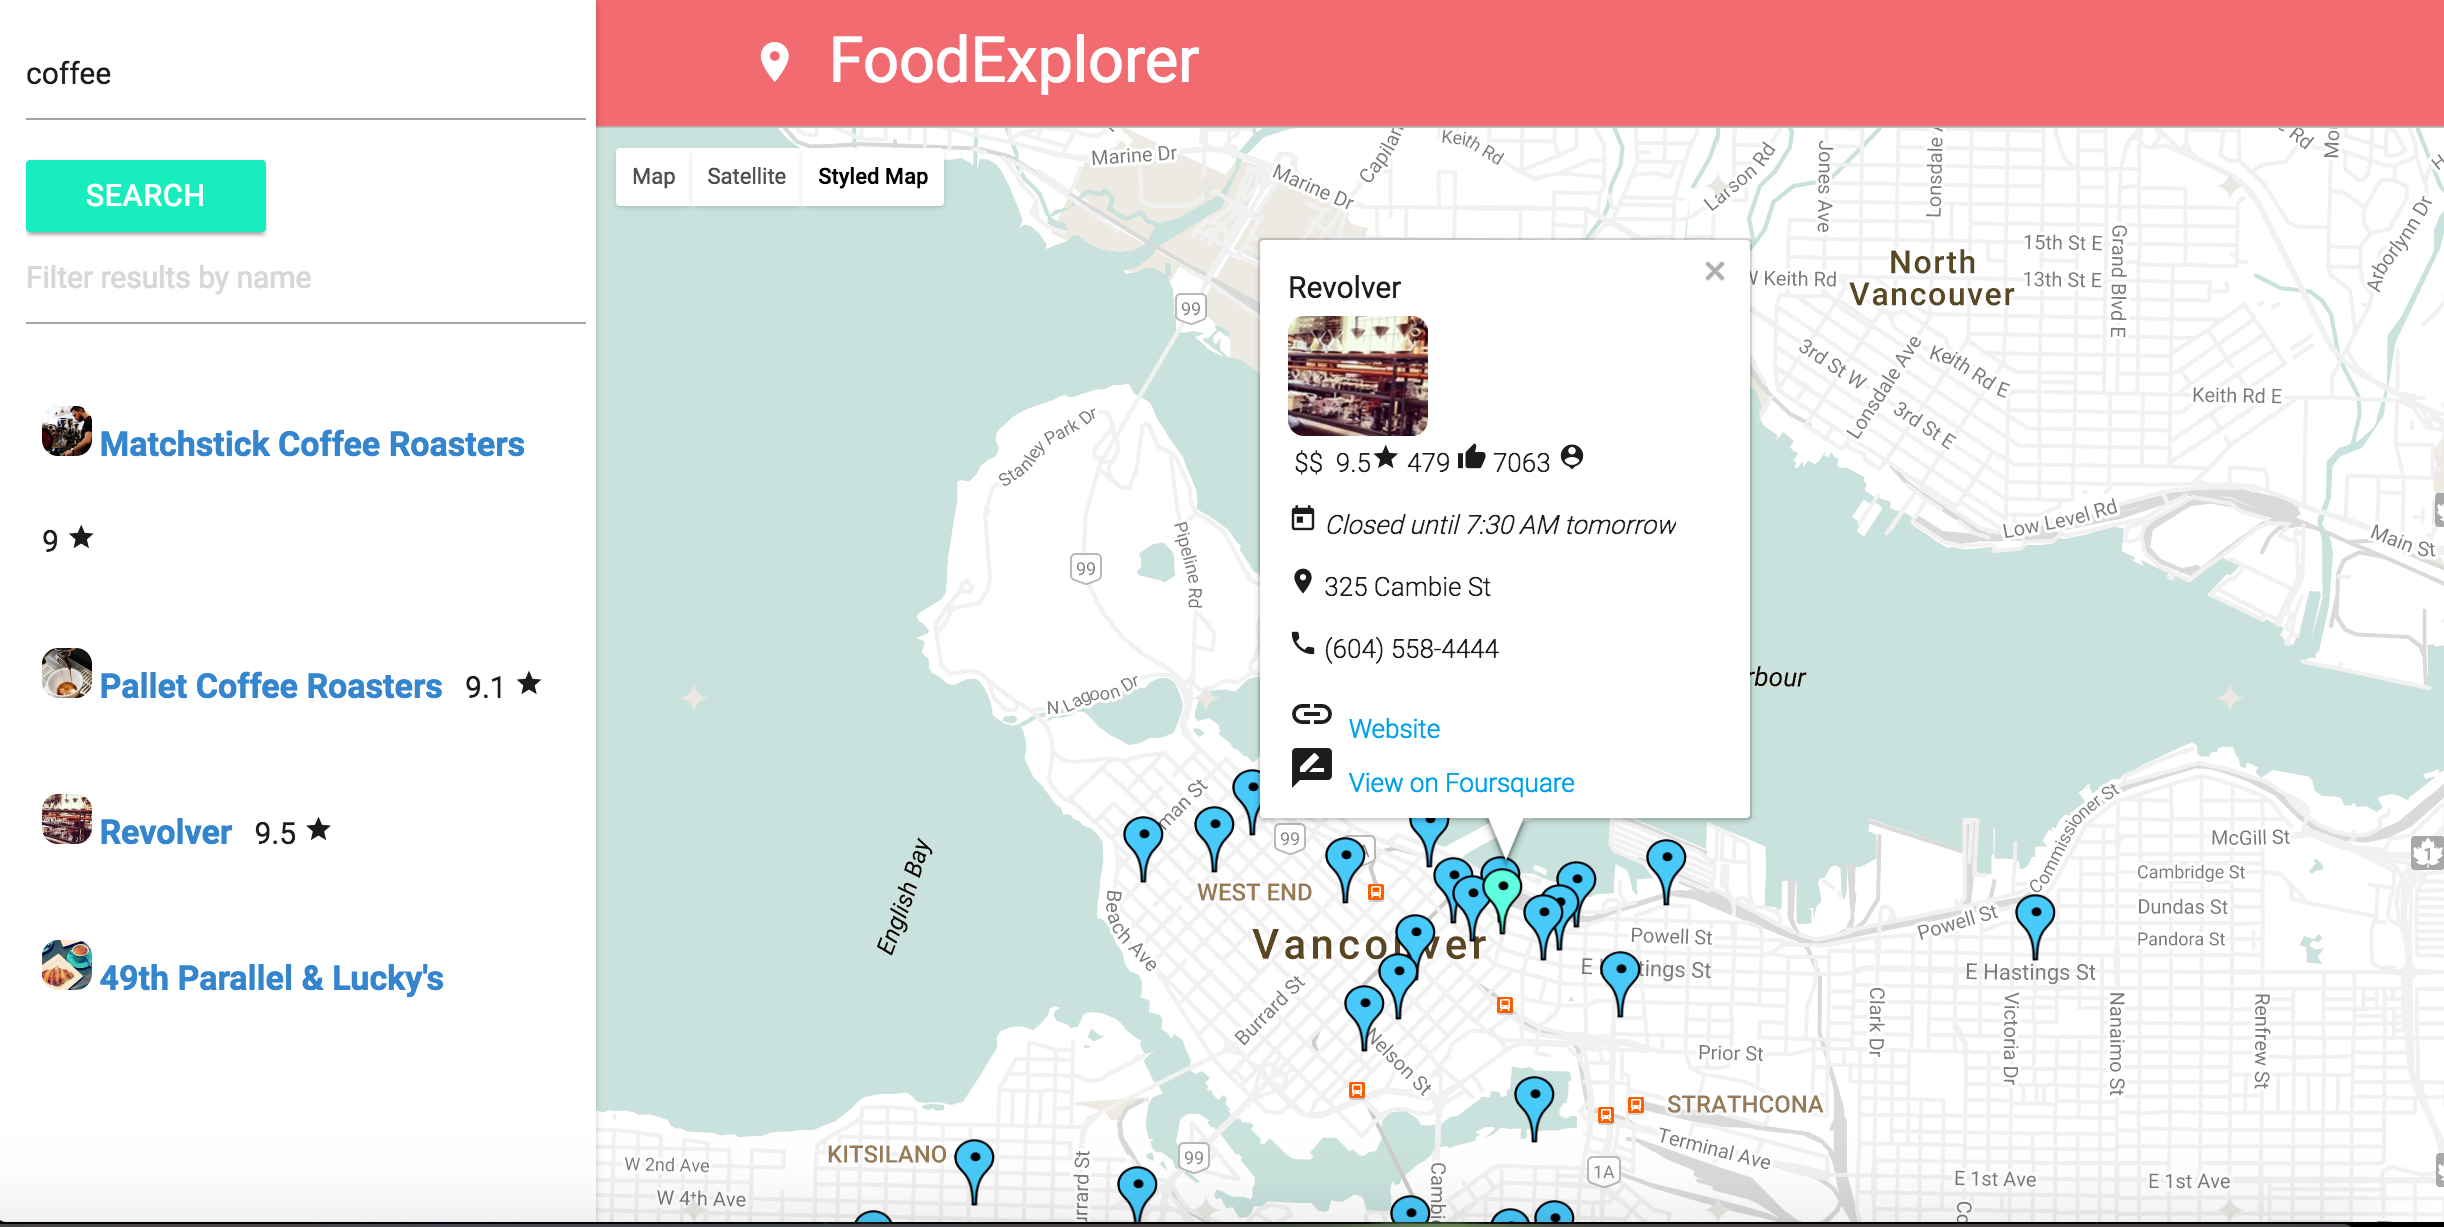 coffee
SEARCH
Filter results by name
Matchstick Coffee Roasters
9
Pallet Coffee Roasters 9.1
Revolver 9.5
49th Parallel & Lucky's
FoodExplorer
Map Satellite Styled Map
Revolver
$$ 9.5 479 7063
Closed until 7:30 AM tomorrow
325 Cambie St
(604) 558-4444
Website
View on Foursquare
Marine Dr
Marine Dr
Keith Rd
Larson Rd
Jones Ave
Lonsdale
North
Vancouver
15th St E
13th St E
Grand Blvd E
Arborlynn Dr
W Keith Rd
3rd St W
Lonsdale Ave
Keith Rd E
3rd St E
Keith Rd E
Low Level Rd
Main St
99
Stanley Park Dr
99
Pipeline Rd
N Lagoon Dr
English Bay
99
WEST END
Vancouver
Beach Ave
Burrard St
Nelson St
Powell St
Prior St
STRATHCONA
Terminal Ave
1A
Commissioner St
McGill St
1
Cambridge St
Dundas St
Powell St
Pandora St
E Hastings St
Clark Dr
Victoria Dr
Nanaimo St
Renfrew St
E 1st Ave
E 1st Ave
KITSILANO
W 2nd Ave
W 4th Ave
99